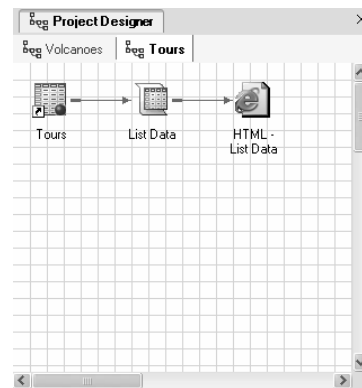 Project Designer
Volcanoes
Tours
Tours
List Data
HTML -
List Data